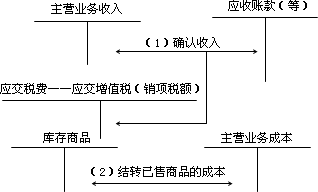 主营业务收入
应收账款（等）
（1）确认收入
应交税费——应交增值税（销项税额）
库存商品
主营业务成本
（2）结转已售商品的成本